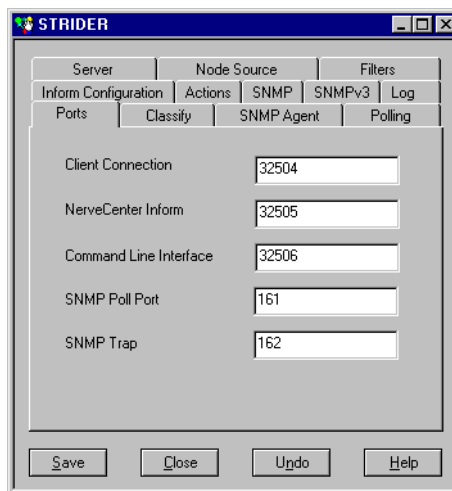 STRIDER
Server Node Source Filters
Inform Configuration Actions SNMP SNMPv3 Log
Ports Classify SNMP Agent Polling
Client Connection 32504
NerveCenter Inform 32505
Command Line Interface 32506
SNMP Poll Port 161
SNMP Trap 162
Save Close Undo Help